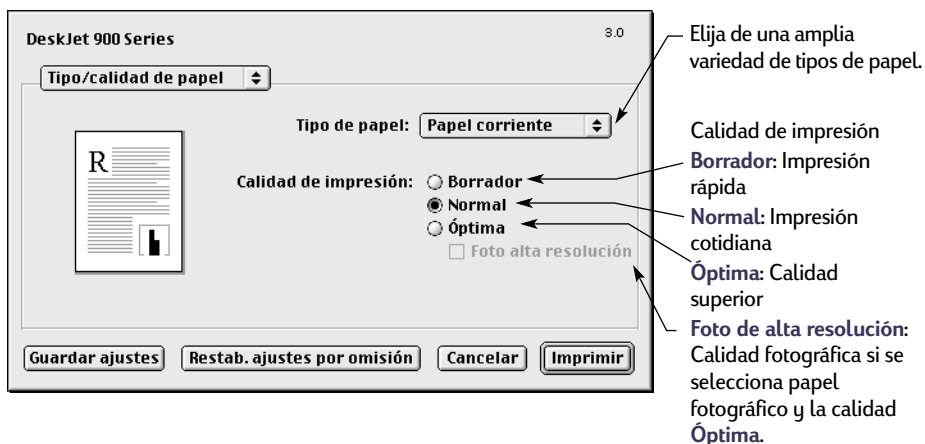 DeskJet 900 Series
3.0
Tipo/calidad de papel
Tipo de papel: Papel corriente
R
Calidad de impresión: Borrador
Normal
Óptima
Foto alta resolución
Guardar ajustes Restab. ajustes por omisión Cancelar Imprimir
Elija de una amplia
variedad de tipos de papel.
Calidad de impresión
Borrador: Impresión
rápida
Normal: Impresión
cotidiana
Óptima: Calidad
superior
Foto de alta resolución:
Calidad fotográfica si se
selecciona papel
fotográfico y la calidad
Óptima.